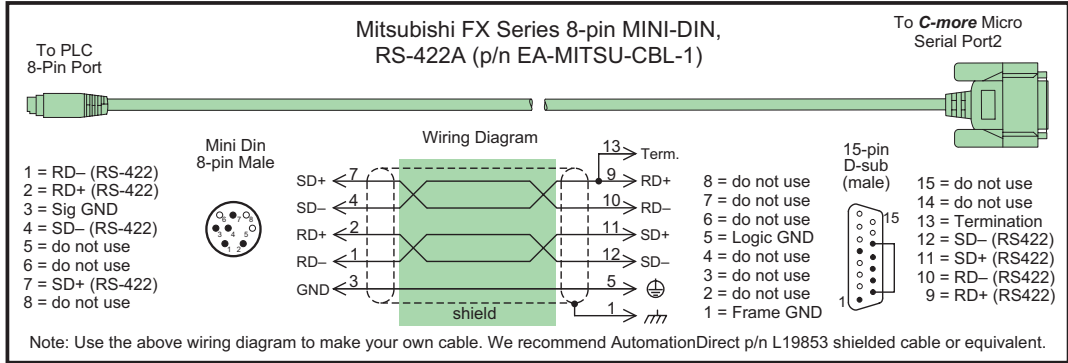 Mitsubishi FX Series 8-pin MINI-DIN,
RS-422A (p/n EA-MITSU-CBL-1)
To PLC
8-Pin Port
To C-more Micro
Serial Port2
1 = RD– (RS-422)
2 = RD+ (RS-422)
3 = Sig GND
4 = SD– (RS-422)
5 = do not use
6 = do not use
7 = SD+ (RS-422)
8 = do not use
Mini Din
8-pin Male
6 7 8
3 4 5
1 2
Wiring Diagram
13 Term.
SD+ 7 9 RD+
SD– 4 10 RD–
RD+ 2 11 SD+
RD– 1 12 SD–
GND 3 5
shield 1
8 = do not use
7 = do not use
6 = do not use
5 = Logic GND
4 = do not use
3 = do not use
2 = do not use
1 = Frame GND
15-pin
D-sub
(male)
15
1
15 = do not use
14 = do not use
13 = Termination
12 = SD– (RS422)
11 = SD+ (RS422)
10 = RD– (RS422)
9 = RD+ (RS422)
Note: Use the above wiring diagram to make your own cable. We recommend AutomationDirect p/n L19853 shielded cable or equivalent.